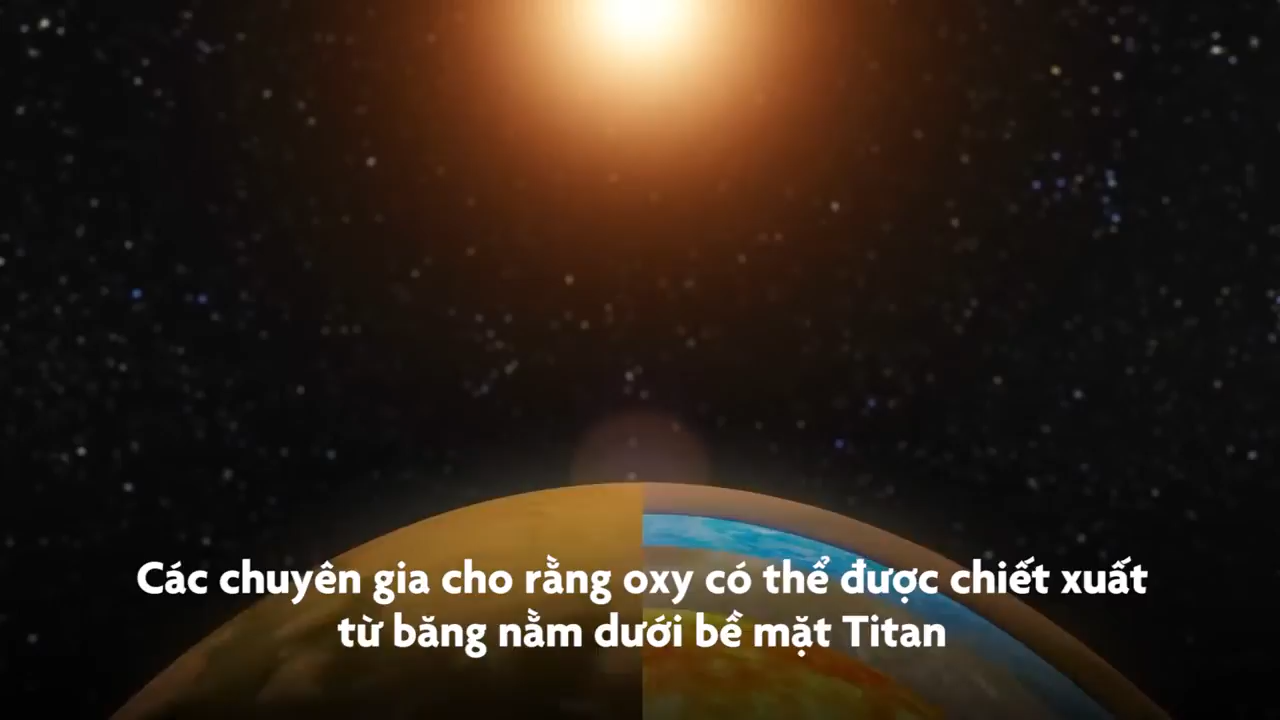 Các chuyên gia cho rằng oxy có thể được chiết xuất
từ băng nằm dưới bề mặt Titan